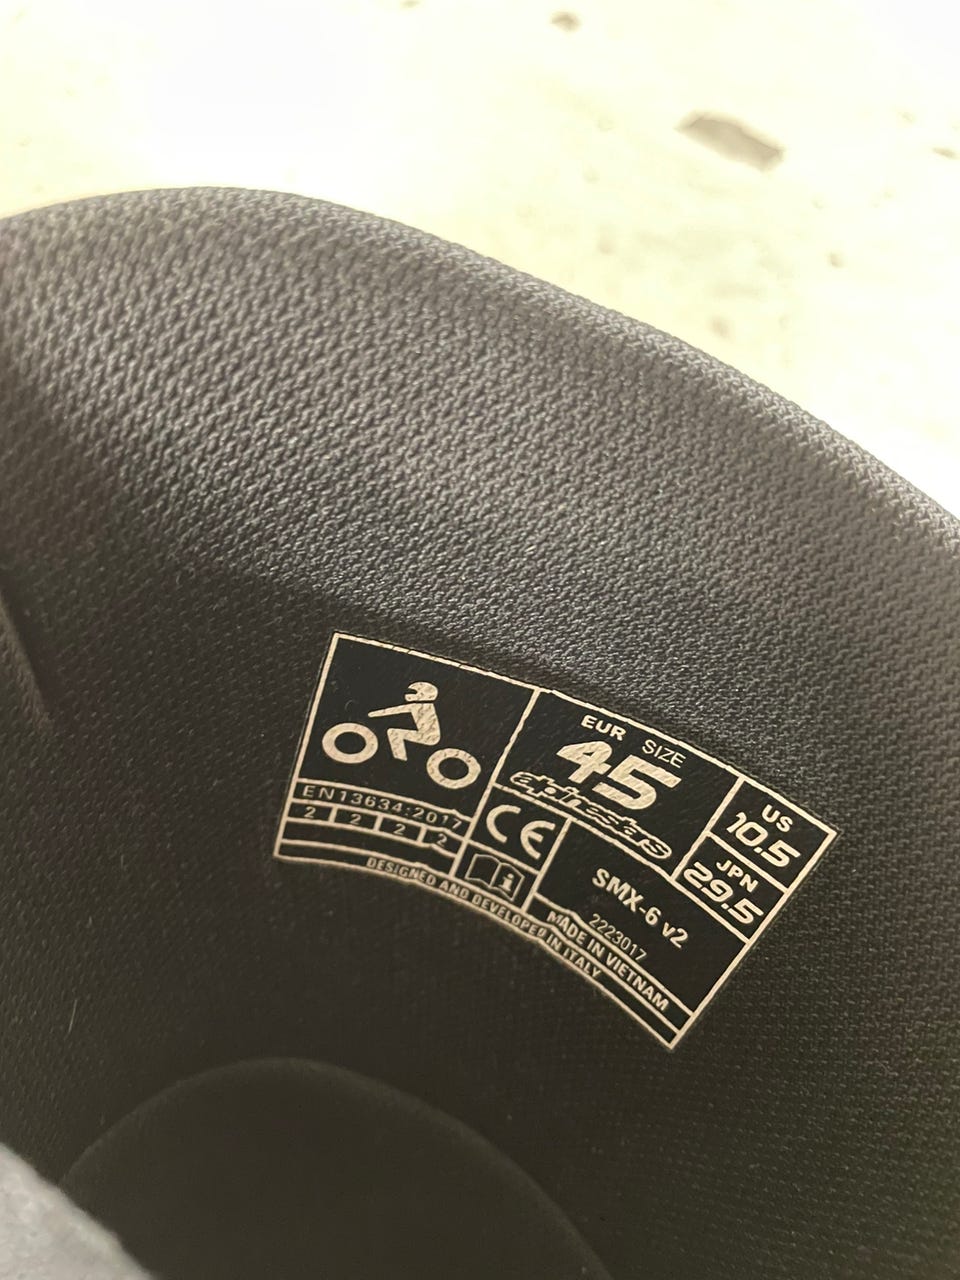 EN13634:2017
2 2 2 2
EUR SIZE
45
alpinestars
US
10.5
JPN
29.5
CE
i
SMX-6 v2
2223017
MADE IN VIETNAM
DESIGNED AND DEVELOPED IN ITALY